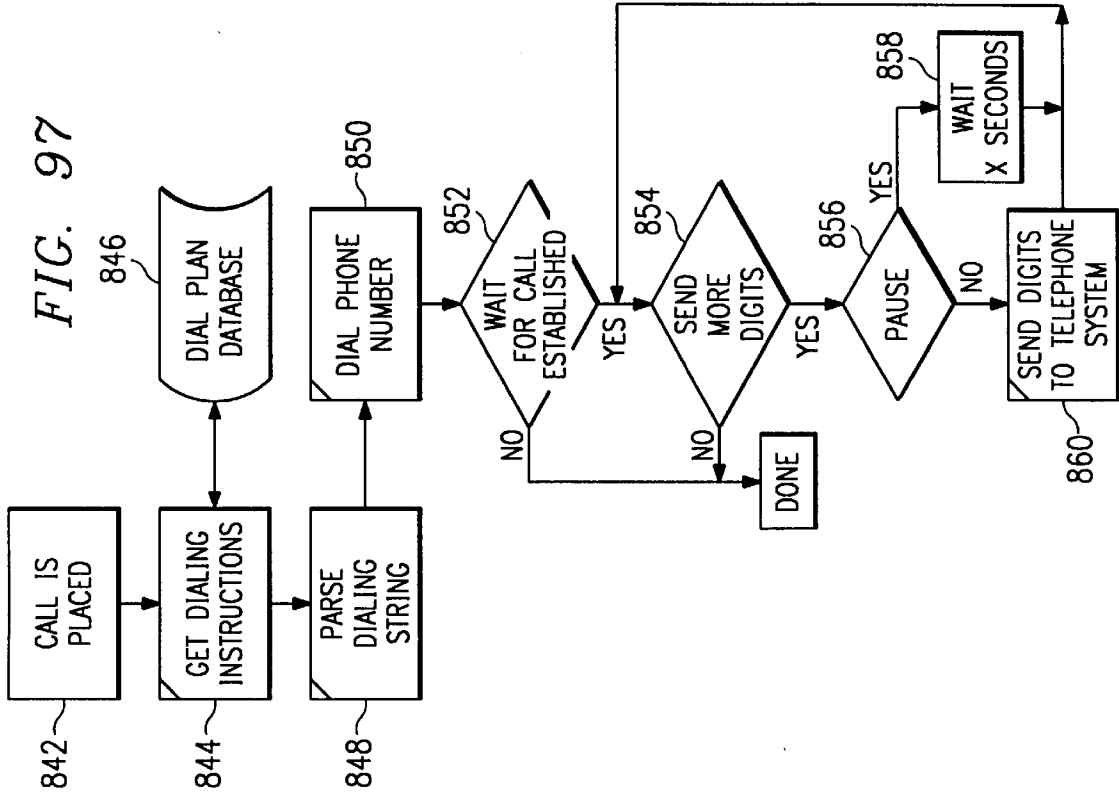 FIG. 97
842
CALL IS
PLACED
844
GET DIALING
INSTRUCTIONS
846
DIAL PLAN
DATABASE
848
PARSE
DIALING
STRING
850
DIAL PHONE
NUMBER
852
WAIT
FOR CALL
ESTABLISHED
NO
YES
854
SEND
MORE
DIGITS
NO
YES
DONE
856
PAUSE
YES
NO
858
WAIT
X SECONDS
860
SEND DIGITS
TO TELEPHONE
SYSTEM